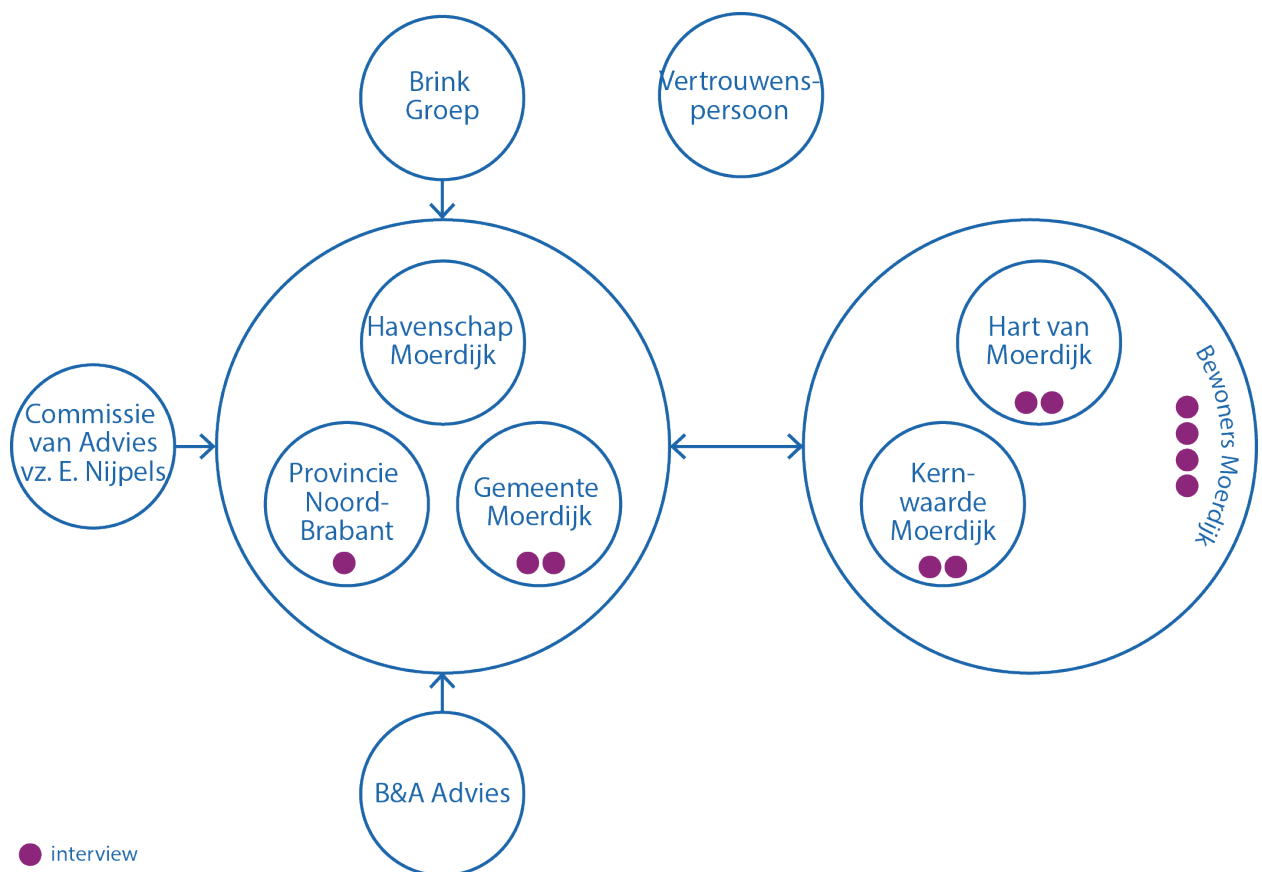 Brink
Groep
Vertrouwens-
persoon
Havenschap
Moerdijk
Hart van
Moerdijk
Commissie
van Advies
vz. E. Nijpels
Provincie
Noord-
Brabant
Gemeente
Moerdijk
Kern-
waarde
Moerdijk
Bewoners Moerdijk
B&A Advies
interview